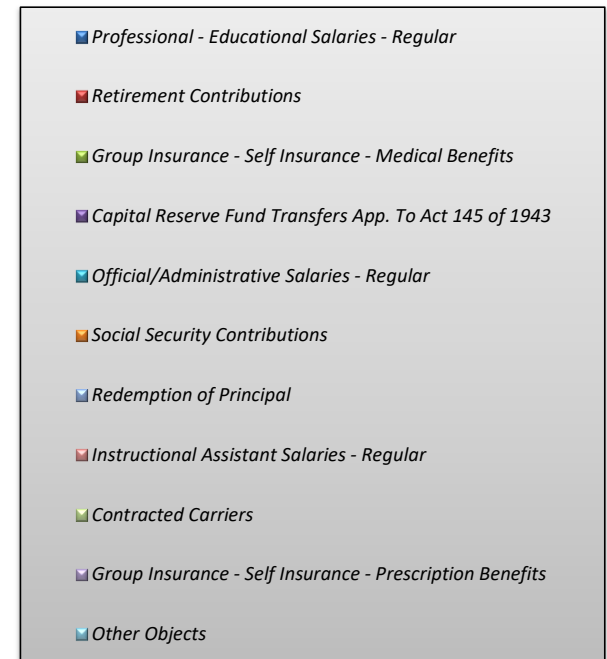 Professional - Educational Salaries - Regular
Retirement Contributions
Group Insurance - Self Insurance - Medical Benefits
Capital Reserve Fund Transfers App. To Act 145 of 1943
Official/Administrative Salaries - Regular
Social Security Contributions
Redemption of Principal
Instructional Assistant Salaries - Regular
Contracted Carriers
Group Insurance - Self Insurance - Prescription Benefits
Other Objects